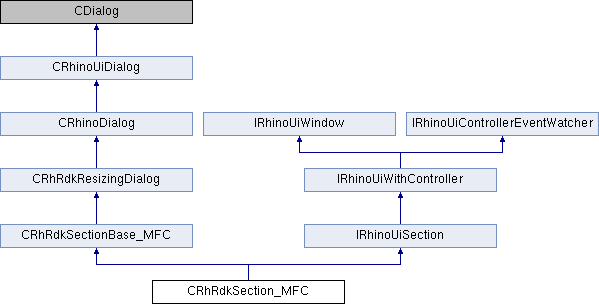 CDialog
CRhinoUiDialog
CRhinoDialog
IRhinoUiWindow
IRhinoUiControllerEventWatcher
CRhRdkResizingDialog
IRhinoUiWithController
CRhRdkSectionBase_MFC
IRhinoUiSection
CRhRdkSection_MFC